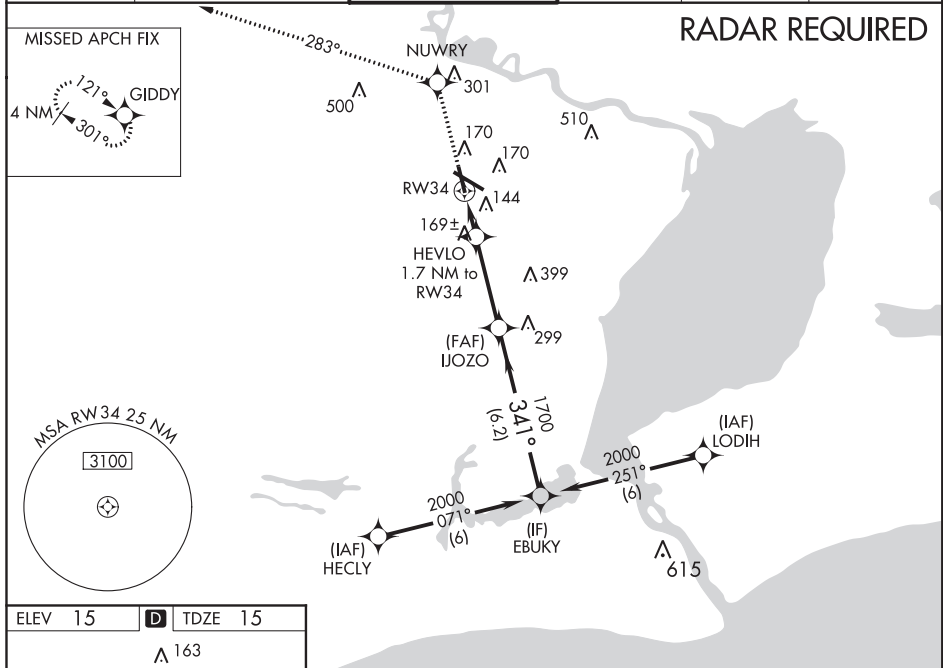 RADAR REQUIRED
MISSED APCH FIX
121°
GIDDY
4 NM
301°
283°
NUWRY
301
500
510
170
170
RW34
144
169±
HEVLO
1.7 NM to
RW34
399
(FAF)
IJOZO
299
1700
341°
(6.2)
MSA RW34 25 NM
3100
(IAF)
LODIH
2000
251°
(6)
2000
071°
(6)
(IF)
EBUKY
(IAF)
HECLY
615
ELEV 15 D TDZE 15
163